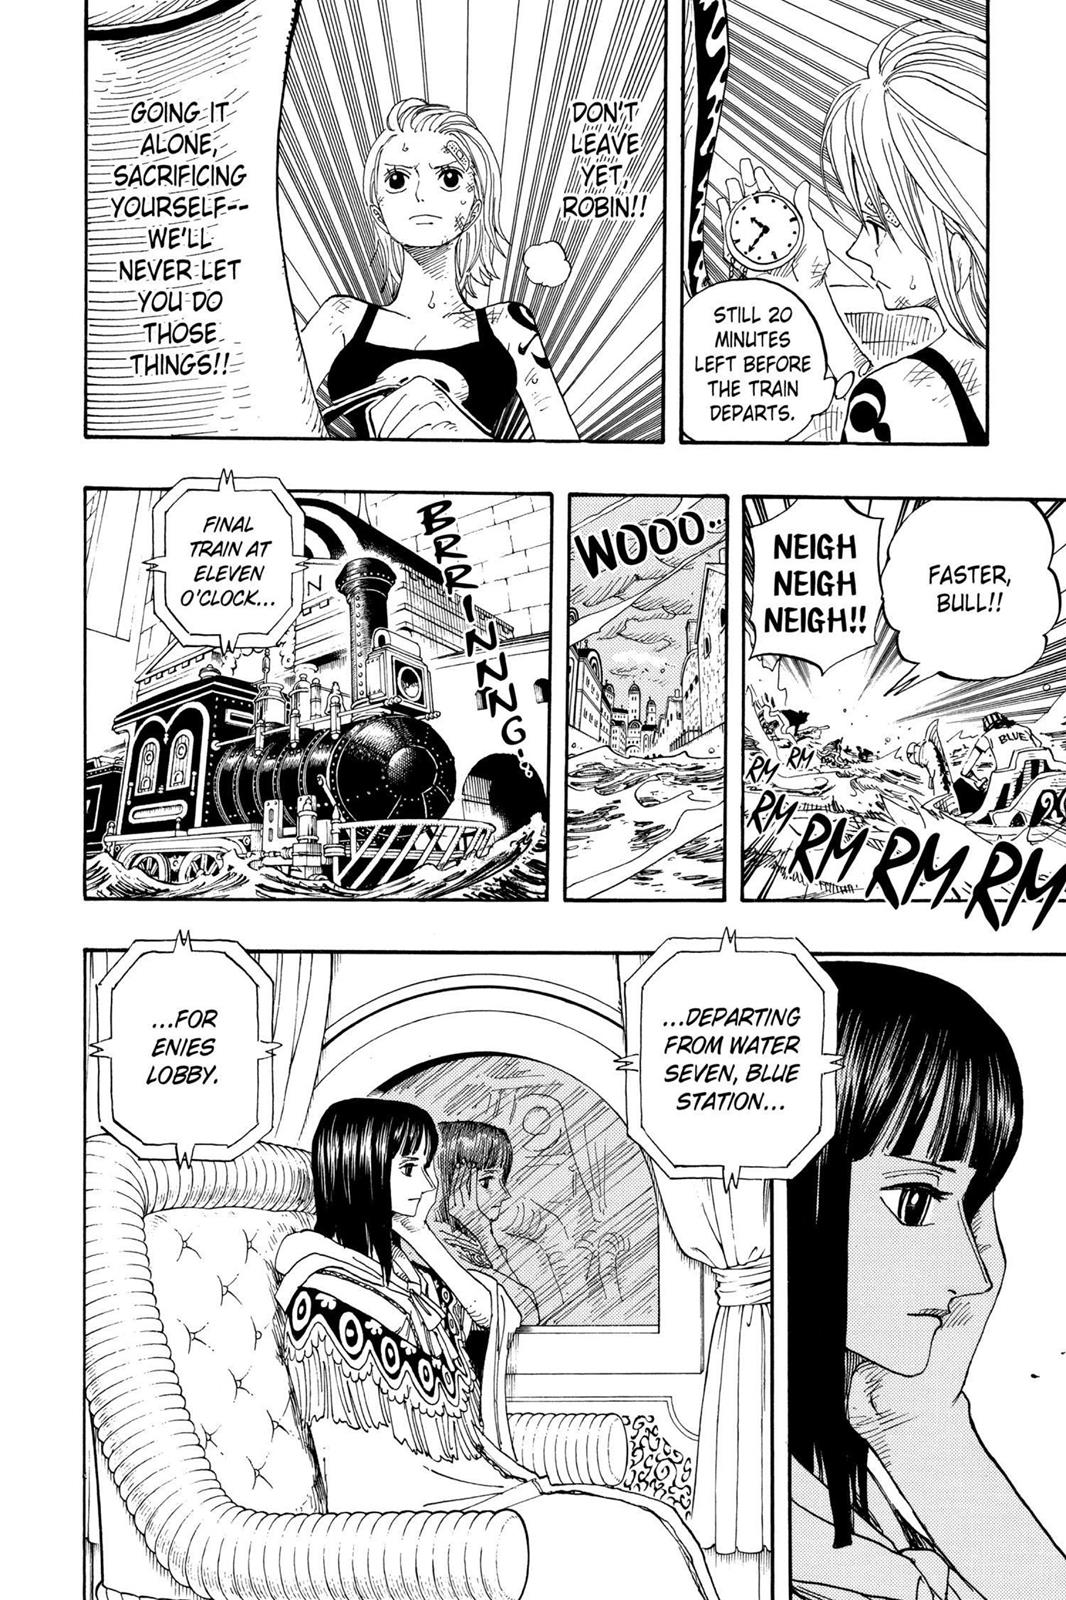 STILL 20
MINUTES
LEFT BEFORE
THE TRAIN
DEPARTS.
DON'T
LEAVE
YET,
ROBIN!!
GOING IT
ALONE,
SACRIFICING
YOURSELF--
WE'LL
NEVER LET
YOU DO
THOSE
THINGS!!
FASTER,
BULL!!
NEIGH
NEIGH
NEIGH!!
BLUE
RM
RM
RM
RM
RM RM RM
WOOO...
BRRINNNG...
FINAL
TRAIN AT
ELEVEN
O'CLOCK...
...DEPARTING
FROM WATER
SEVEN, BLUE
STATION...
...FOR
ENIES
LOBBY.